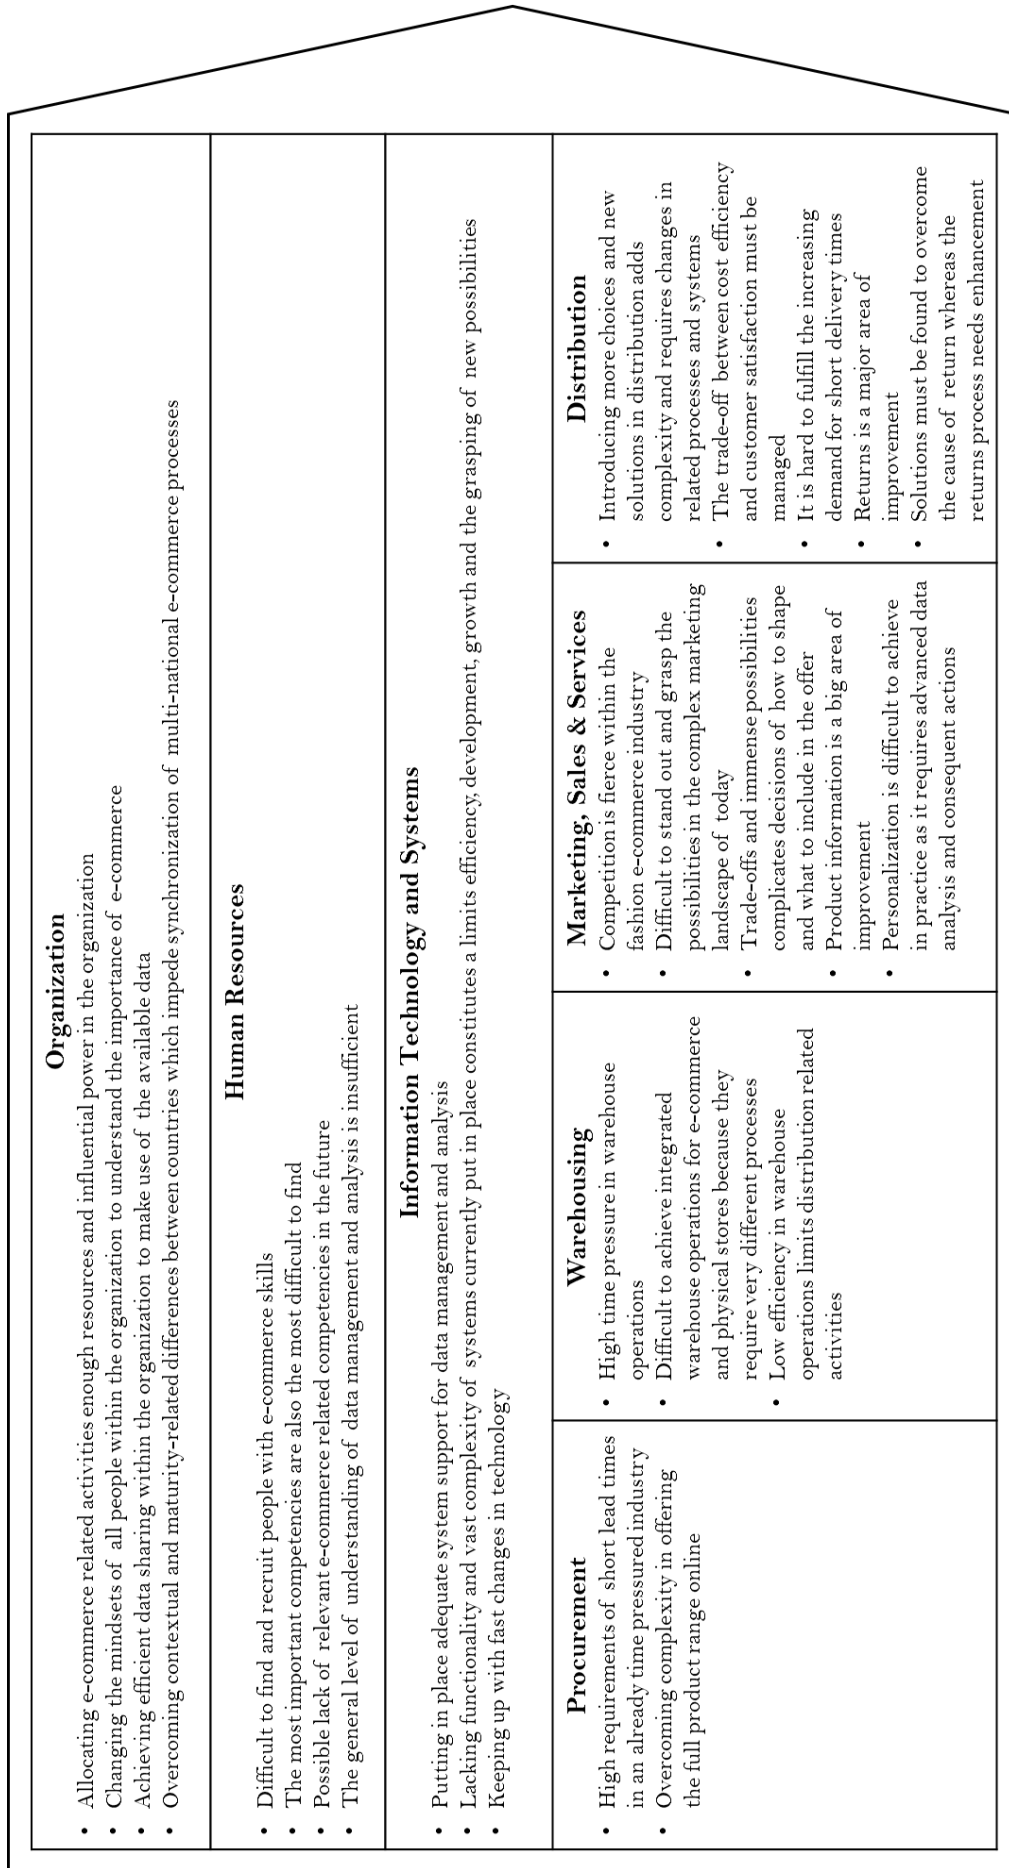 Organization
• Allocating e-commerce related activities enough resources and influential power in the organization
• Changing the mindsets of all people within the organization to understand the importance of e-commerce
• Achieving efficient data sharing within the organization to make use of the available data
• Overcoming contextual and maturity-related differences between countries which impede synchronization of multi-national e-commerce processes
Human Resources
• Difficult to find and recruit people with e-commerce skills
• The most important competencies are also the most difficult to find
• Possible lack of relevant e-commerce related competencies in the future
• The general level of understanding of data management and analysis is insufficient
Information Technology and Systems
• Putting in place adequate system support for data management and analysis
• Lacking functionality and vast complexity of systems currently put in place constitutes a limits efficiency, development, growth and the grasping of new possibilities
• Keeping up with fast changes in technology
Procurement
• High requirements of short lead times
in an already time pressured industry
• Overcoming complexity in offering
the full product range online
Warehousing
• High time pressure in warehouse
operations
• Difficult to achieve integrated
warehouse operations for e-commerce
and physical stores because they
require very different processes
• Low efficiency in warehouse
operations limits distribution related
activities
Marketing, Sales & Services
• Competition is fierce within the
fashion e-commerce industry
• Difficult to stand out and grasp the
possibilities in the complex marketing
landscape of today
• Trade-offs and immense possibilities
complicates decisions of how to shape
and what to include in the offer
• Product information is a big area of
improvement
• Personalization is difficult to achieve
in practice as it requires advanced data
analysis and consequent actions
Distribution
• Introducing more choices and new
solutions in distribution adds
complexity and requires changes in
related processes and systems
• The trade-off between cost efficiency
and customer satisfaction must be
managed
• It is hard to fulfill the increasing
demand for short delivery times
• Returns is a major area of
improvement
• Solutions must be found to overcome
the cause of return whereas the
returns process needs enhancement